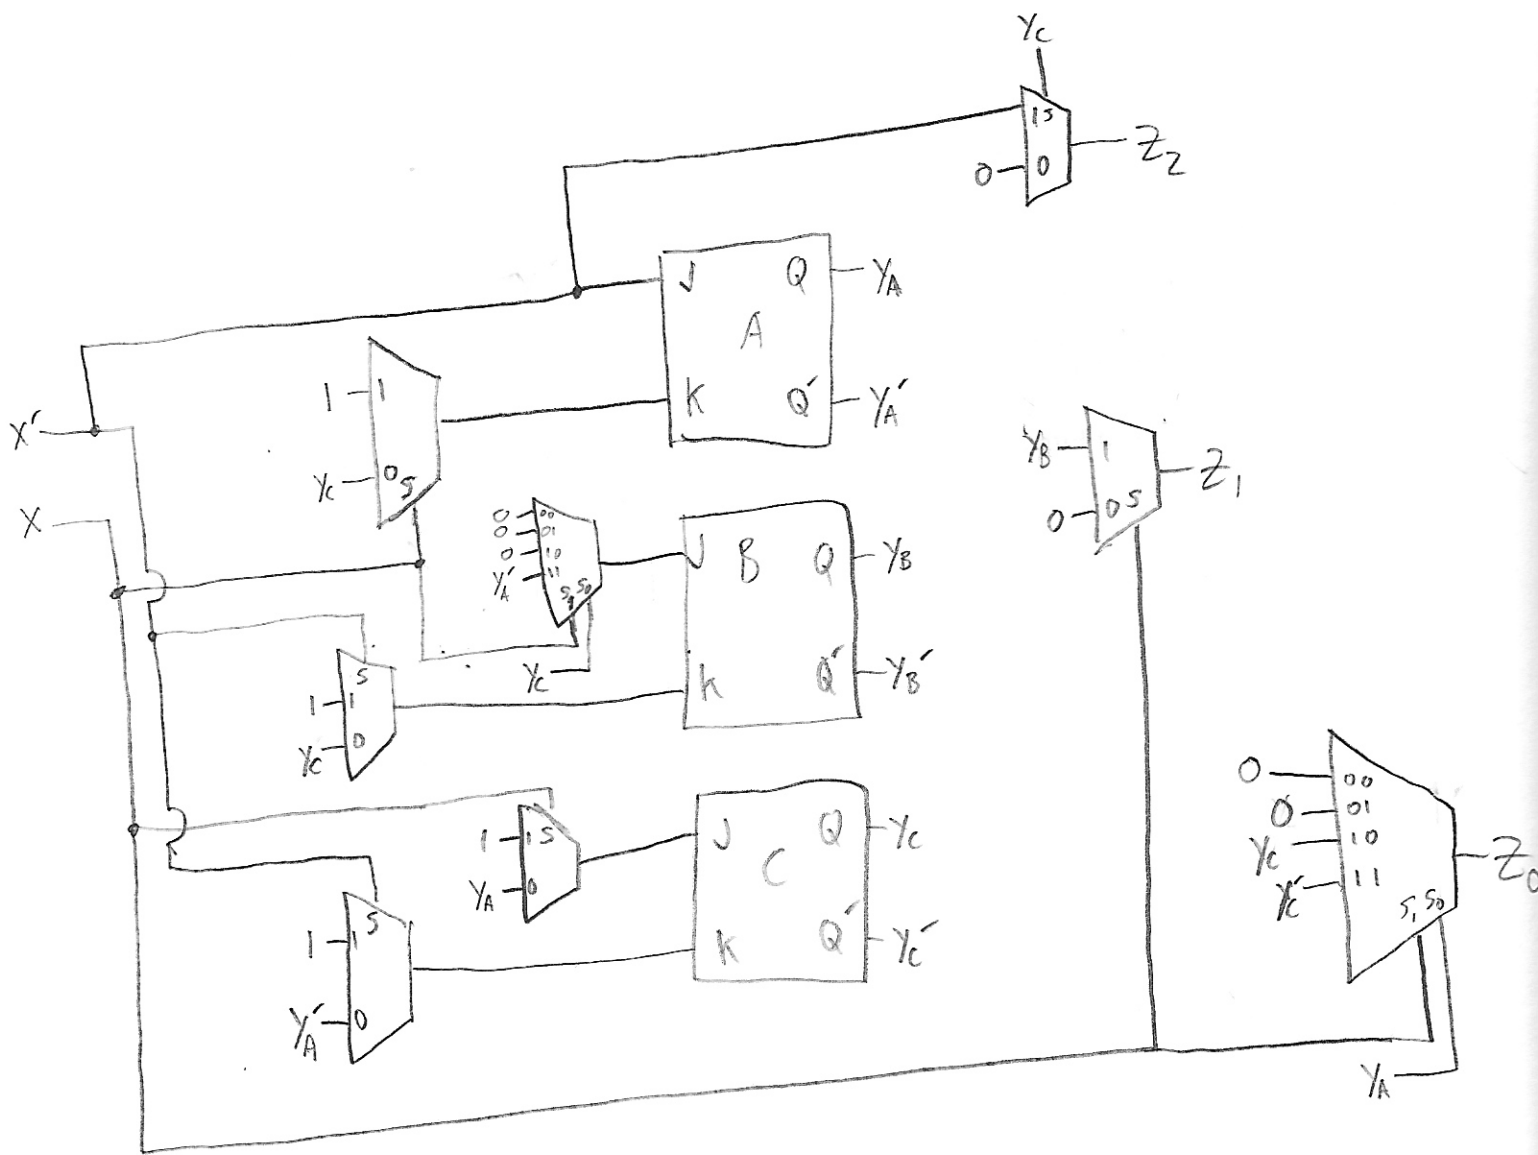 Yc
1 S
0 0
Z2
J Q YA
A
K Q' YA'
1 1
Yc 0 S
X'
X
YB 1
0 0 S
Z1
0 00
0 01
0 10
YA' 11
S1 S0
Yc
J B Q YB
K Q' YB'
S
1 1
Yc 0
1 1 S
YA 0
J Q Yc
C
K Q' Yc'
S
1 1
YA' 0
0 00
0 01
Yc 10
Yc' 11
S1 S0
Z0
YA